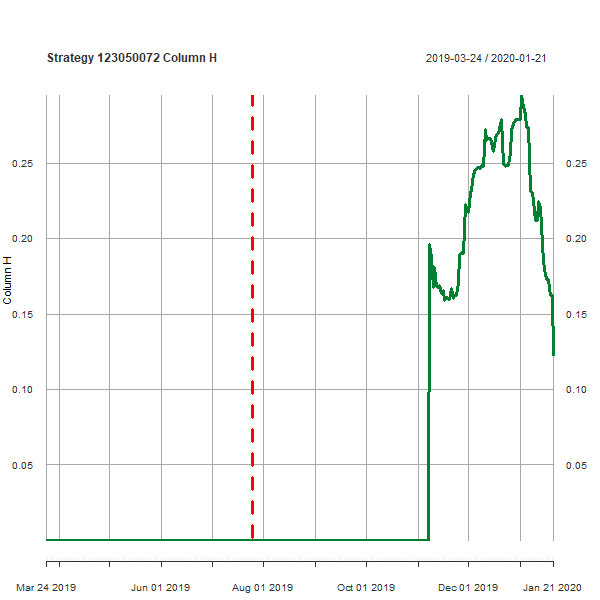 Strategy 123050072 Column H
2019-03-24 / 2020-01-21
0.25
0.25
0.20
0.20
Column H
0.15
0.15
0.10
0.10
0.05
0.05
Mar 24 2019
Jun 01 2019
Aug 01 2019
Oct 01 2019
Dec 01 2019
Jan 21 2020